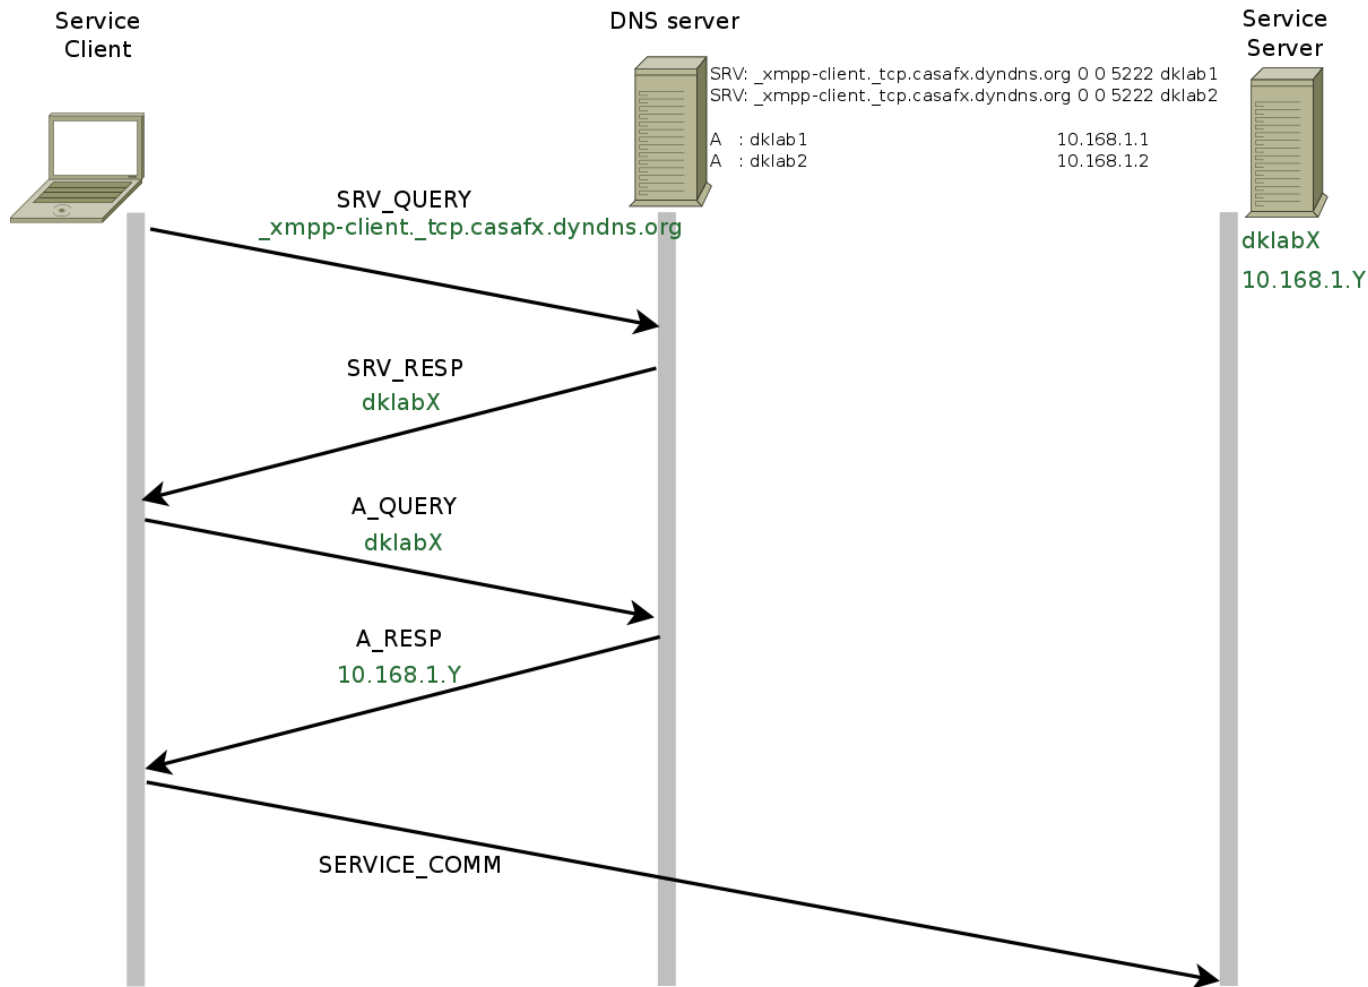 Service
Client
DNS server
Service
Server
SRV: _xmpp-client._tcp.casafx.dyndns.org 0 0 5222 dklab1
SRV: _xmpp-client._tcp.casafx.dyndns.org 0 0 5222 dklab2
A : dklab1 10.168.1.1
A : dklab2 10.168.1.2
SRV_QUERY
_xmpp-client._tcp.casafx.dyndns.org
dklabX
10.168.1.Y
SRV_RESP
dklabX
A_QUERY
dklabX
A_RESP
10.168.1.Y
SERVICE_COMM